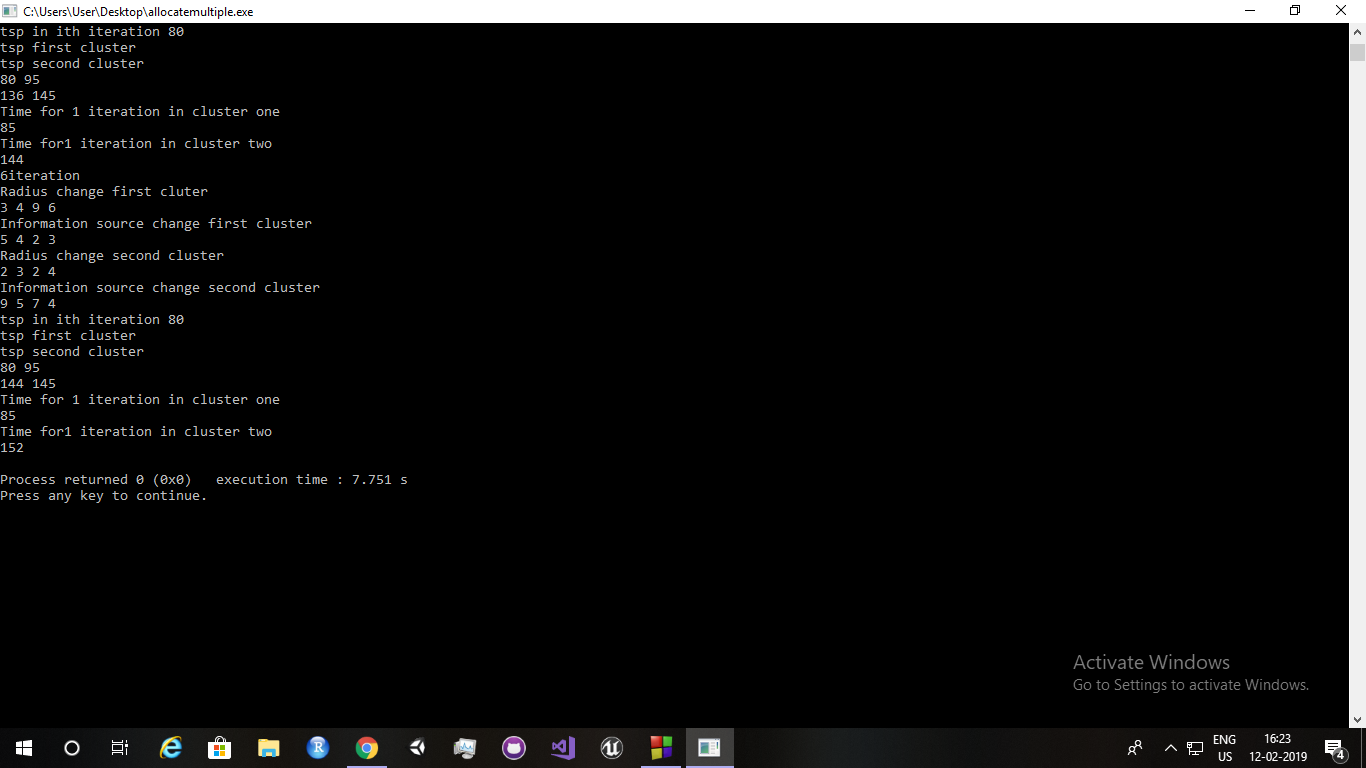 C:\Users\User\Desktop\allocatemultiple.exe
tsp in ith iteration 80
tsp first cluster
tsp second cluster
80 95
136 145
Time for 1 iteration in cluster one
85
Time for1 iteration in cluster two
144
6iteration
Radius change first cluter
3 4 9 6
Information source change first cluster
5 4 2 3
Radius change second cluster
2 3 2 4
Information source change second cluster
9 5 7 4
tsp in ith iteration 80
tsp first cluster
tsp second cluster
80 95
144 145
Time for 1 iteration in cluster one
85
Time for1 iteration in cluster two
152
Process returned 0 (0x0)   execution time : 7.751 s
Press any key to continue.
Activate Windows
Go to Settings to activate Windows.
R
ENG
US
16:23
12-02-2019
4